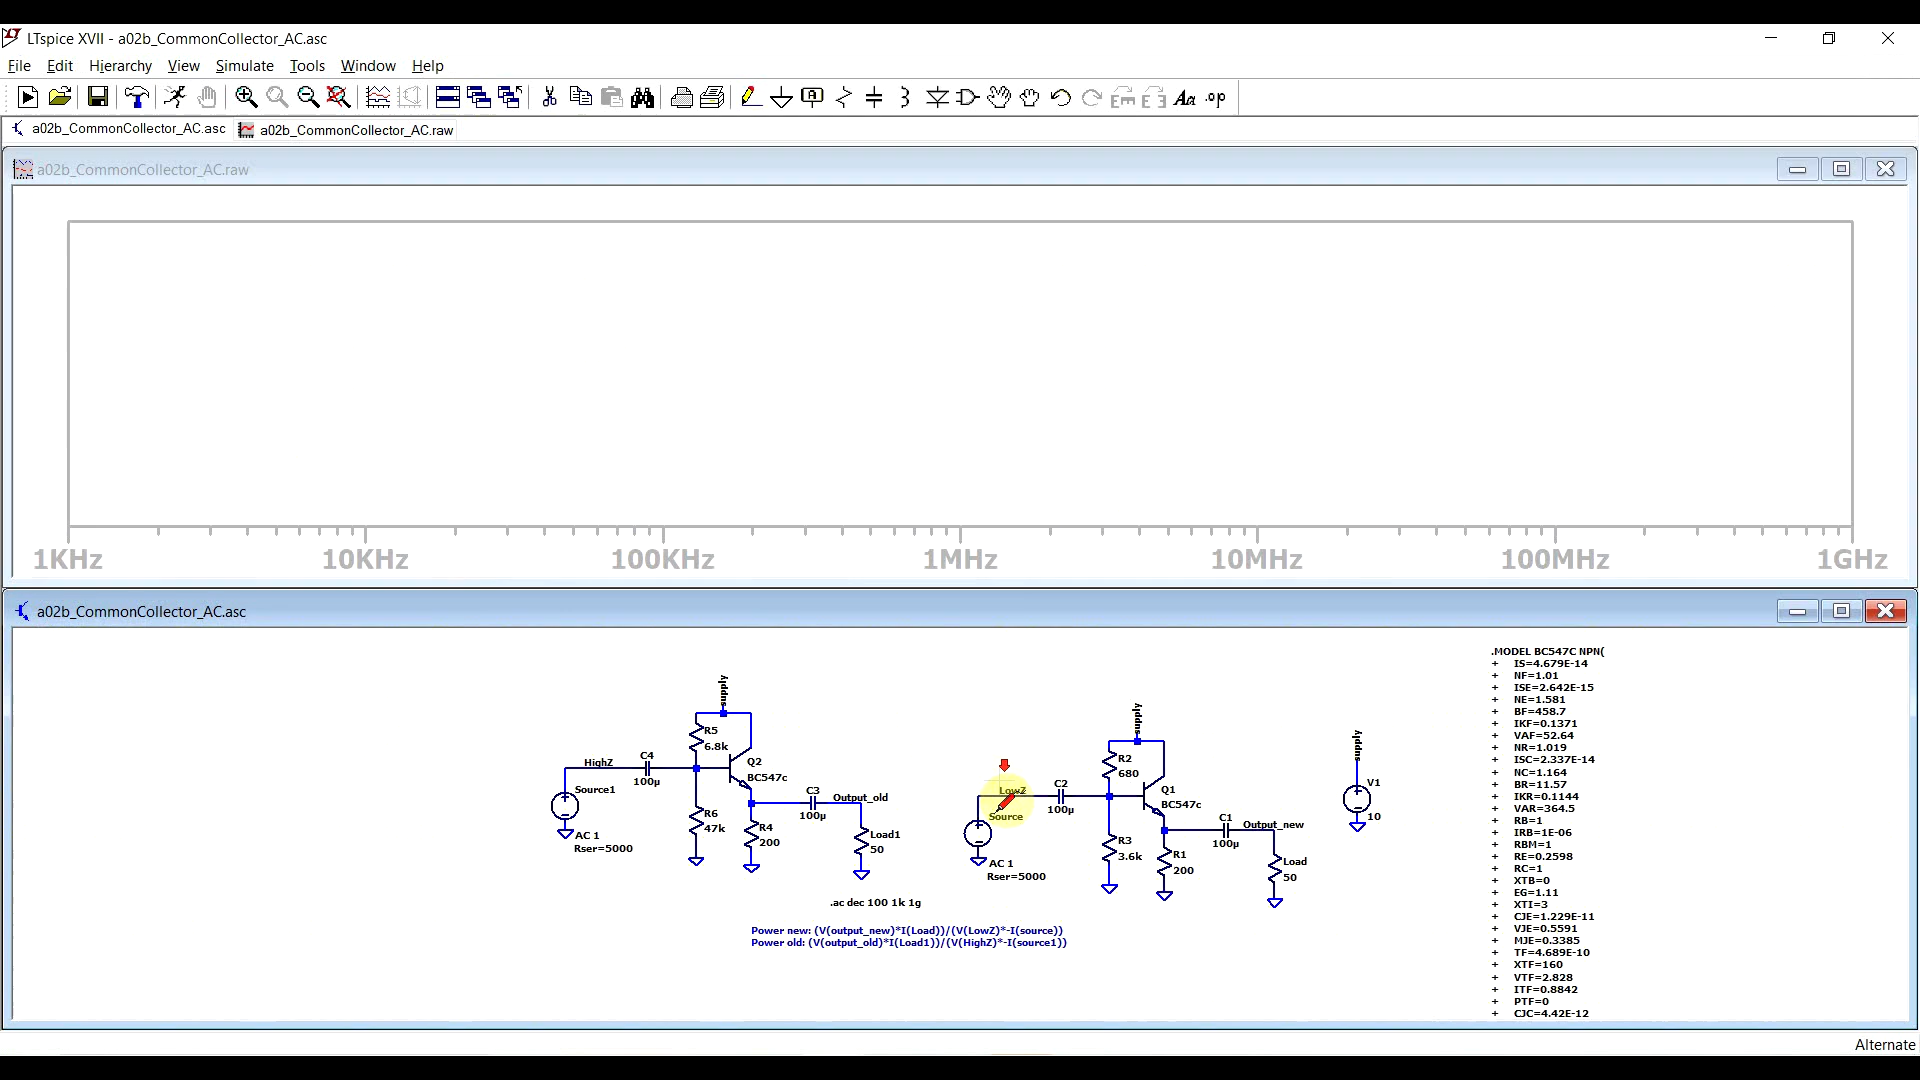 LTspice XVII - a02b_CommonCollector_AC.asc
File Edit Hierarchy View Simulate Tools Window Help
A Aa .op
a02b_CommonCollector_AC.asc a02b_CommonCollector_AC.raw
a02b_CommonCollector_AC.raw
1KHz 10KHz 100KHz 1MHz 10MHz 100MHz 1GHz
a02b_CommonCollector_AC.asc
supply
R5
6.8k
HighZ
C4
100µ
Q2
BC547c
Source1
AC 1
Rser=5000
R6
47k
R4
200
C3
100µ
Output_old
Load1
50
supply
R2
680
LowZ
C2
100µ
Q1
BC547c
Source
AC 1
Rser=5000
R3
3.6k
R1
200
C1
100µ
Output_new
Load
50
supply
V1
10
.ac dec 100 1k 1g
Power new: (V(output_new)*I(Load))/(V(LowZ)*-I(source))
Power old: (V(output_old)*I(Load1))/(V(HighZ)*-I(source1))
.MODEL BC547C NPN(
+ IS=4.679E-14
+ NF=1.01
+ ISE=2.642E-15
+ NE=1.581
+ BF=458.7
+ IKF=0.1371
+ VAF=52.64
+ NR=1.019
+ ISC=2.337E-14
+ NC=1.164
+ BR=11.57
+ IKR=0.1144
+ VAR=364.5
+ RB=1
+ IRB=1E-06
+ RBM=1
+ RE=0.2598
+ RC=1
+ XTB=0
+ EG=1.11
+ XTI=3
+ CJE=1.229E-11
+ VJE=0.5591
+ MJE=0.3385
+ TF=4.689E-10
+ XTF=160
+ VTF=2.828
+ ITF=0.8842
+ PTF=0
+ CJC=4.42E-12
Alternate